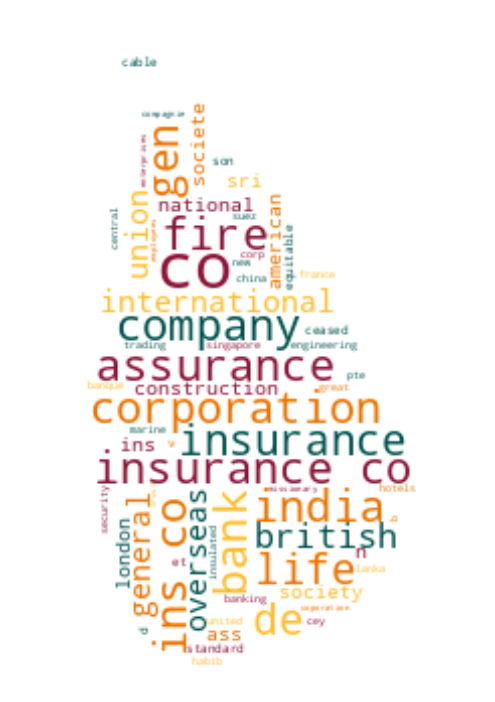 cable
compagnie
societe
gen
enterprises
son
sri
union
national
suez
american
central
employees
fire
equitable
corp
new
co
china
france
international
company
ceased
trading
singapore
engineering
assurance
pte
banque
construction
great
corporation
marine
insurance
ins
w
insurance co
missionary
hotels
security
general
ins co
overseas
bank
india
london
british
insulated
n
et
life
lanka
society
banking
de
corporation
united
cey
d
ass
standard
habib